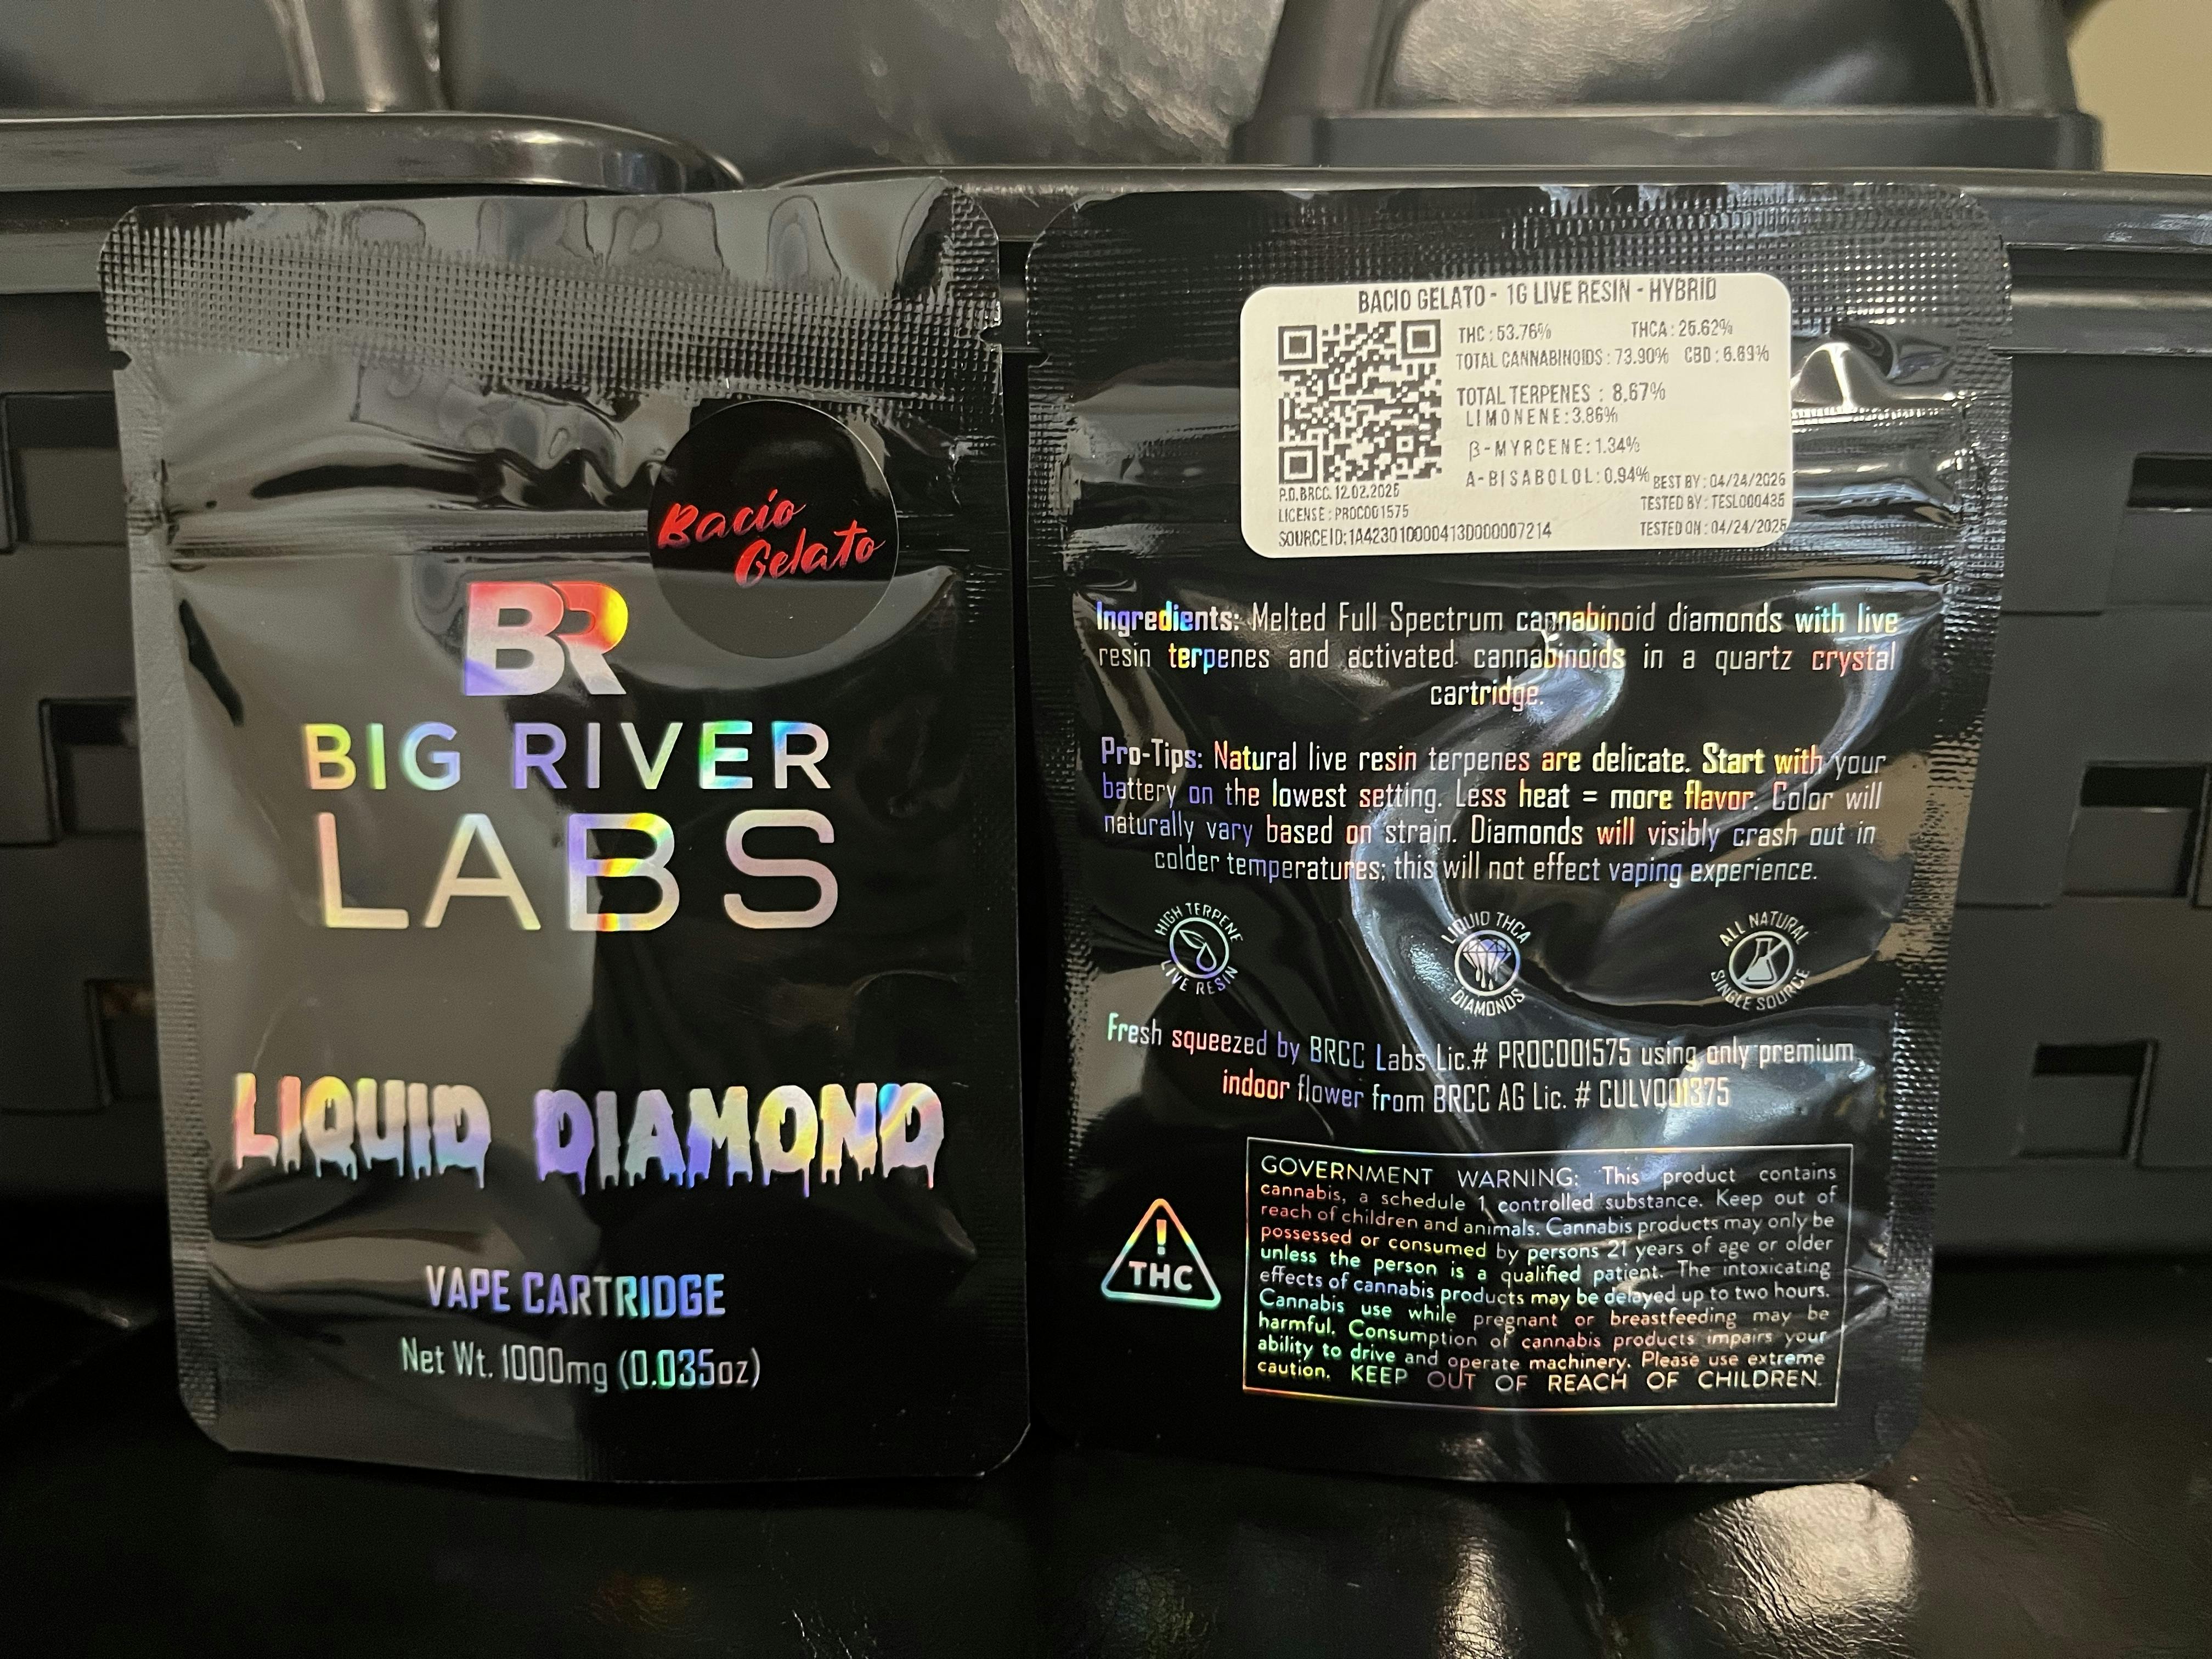 Bacio
Gelato
BR
BIG RIVER
LABS
LIQUID DIAMOND
VAPE CARTRIDGE
Net Wt. 1000mg (0.035oz)
BACIO GELATO - 1G LIVE RESIN - HYBRID
THC : 53.76% THCA : 25.62%
TOTAL CANNABINOIDS : 73.90% CBD : 6.89%
TOTAL TERPENES : 8.67%
LIMONENE: 3.86%
β-MYRCENE: 1.34%
A-BISABOLOL: 0.94%
BEST BY : 04/24/2026
P.D. BRCC. 12.02.2025
TESTED BY : TESL000435
LICENSE : PROC001575
TESTED ON : 04/24/2025
SOURCE ID: 1A4230100004130000007214
Ingredients: Melted Full Spectrum cannabinoid diamonds with live
resin terpenes and activated cannabinoids in a quartz crystal
cartridge.
Pro-Tips: Natural live resin terpenes are delicate. Start with your
battery on the lowest setting. Less heat = more flavor. Color will
naturally vary based on strain. Diamonds will visibly crash out in
colder temperatures; this will not effect vaping experience.
HIGH TERPENE
LIVE RESIN
LIQUID THCA
DIAMONDS
ALL NATURAL
SINGLE SOURCE
Fresh squeezed by BRCC Labs Lic.# PROC001575 using only premium
indoor flower from BRCC AG Lic. # CULV001375
!
THC
GOVERNMENT WARNING: This product contains
cannabis, a schedule 1 controlled substance. Keep out of
reach of children and animals. Cannabis products may only be
possessed or consumed by persons 21 years of age or older
unless the person is a qualified patient. The intoxicating
effects of cannabis products may be delayed up to two hours.
Cannabis use while pregnant or breastfeeding may be
harmful. Consumption of cannabis products impairs your
ability to drive and operate machinery. Please use extreme
caution. KEEP OUT OF REACH OF CHILDREN.